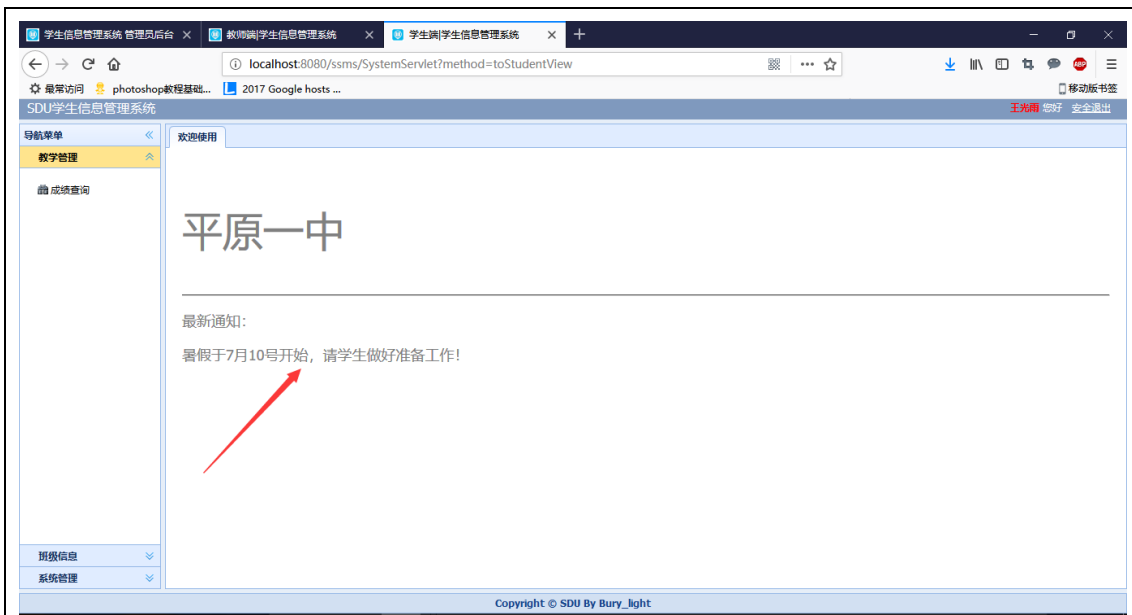 学生信息管理系统 管理员后台
教师端|学生信息管理系统
学生端|学生信息管理系统
localhost:8080/ssms/SystemServlet?method=toStudentView
ABP
最常访问
photoshop教程基础...
2017 Google hosts ...
移动版书签
SDU学生信息管理系统
王光雨 您好 安全退出
导航菜单
欢迎使用
教学管理
成绩查询
平原一中
最新通知：
暑假于7月10号开始，请学生做好准备工作！
班级信息
系统管理
Copyright © SDU By Bury_light